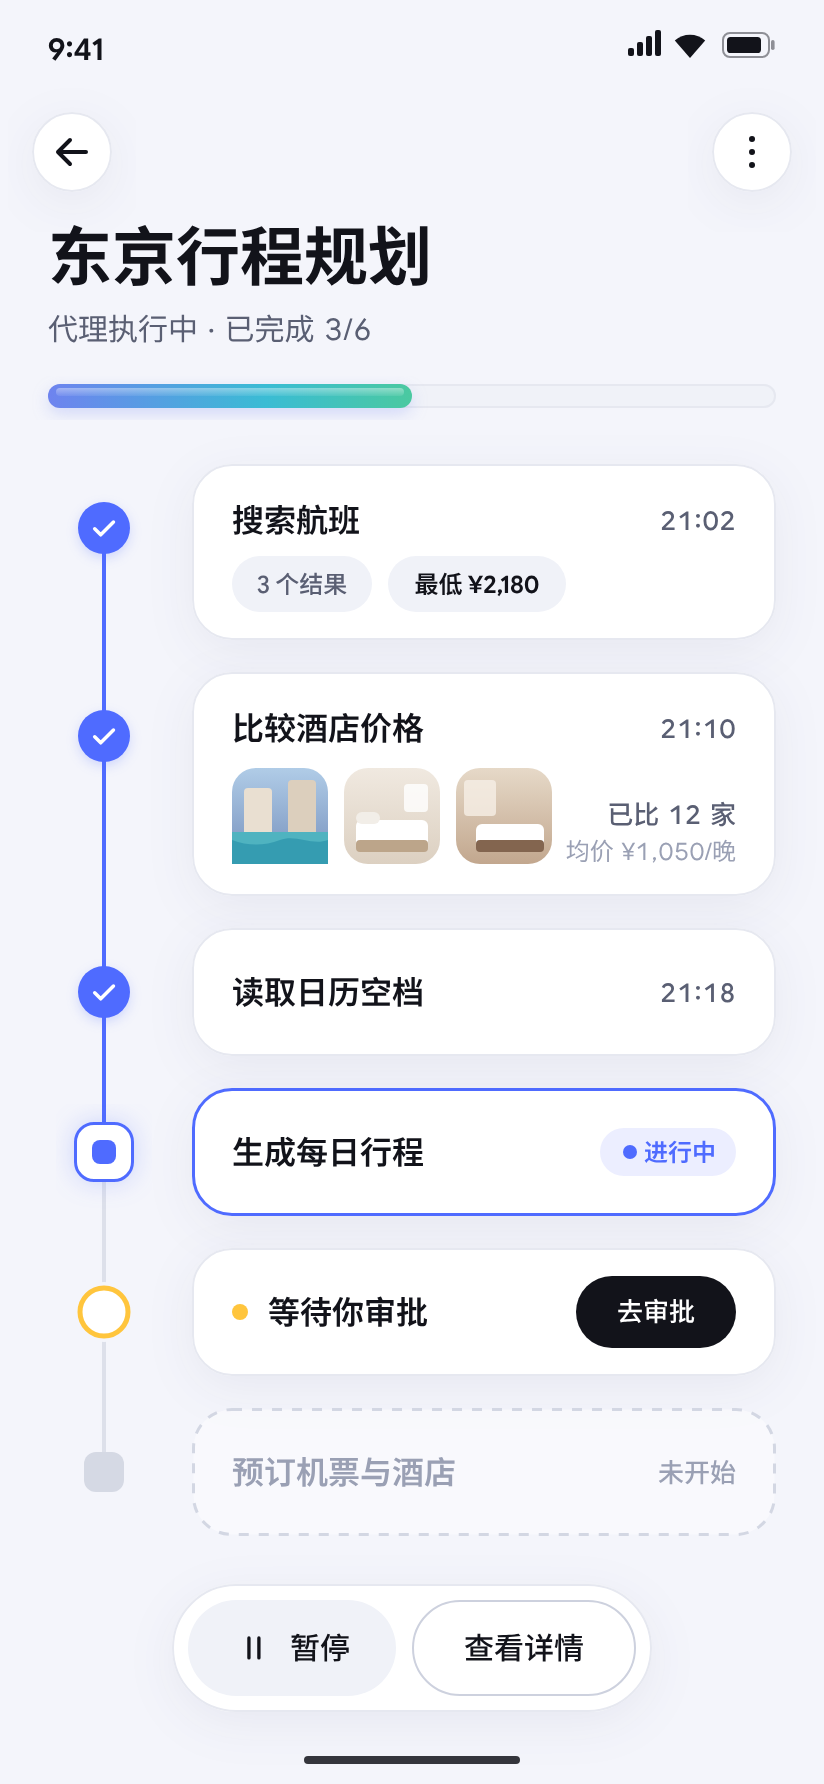 9:41
东京行程规划
代理执行中 · 已完成 3/6
搜索航班
21:02
3 个结果
最低 ¥2,180
比较酒店价格
21:10
已比 12 家
均价 ¥1,050/晚
读取日历空档
21:18
生成每日行程
进行中
等待你审批
去审批
预订机票与酒店
未开始
暂停
查看详情